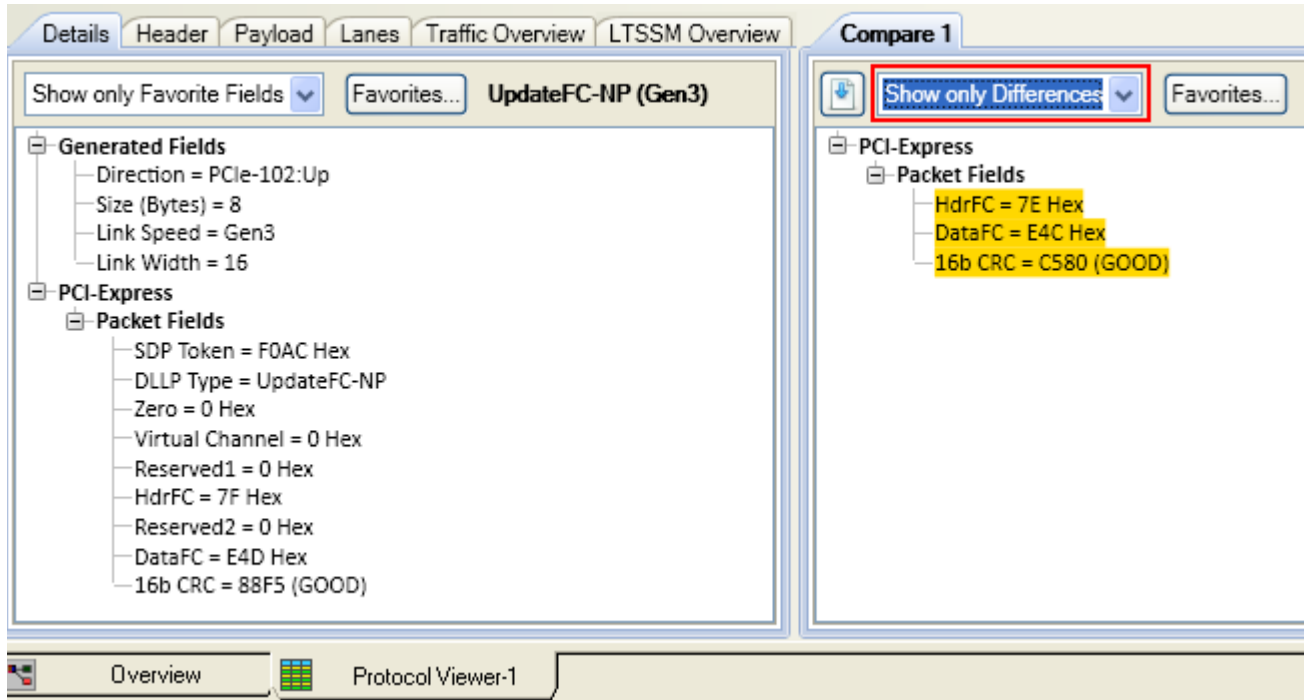 Details Header Payload Lanes Traffic Overview LTSSM Overview
Show only Favorite Fields Favorites... UpdateFC-NP (Gen3)
Generated Fields
Direction = PCIe-102:Up
Size (Bytes) = 8
Link Speed = Gen3
Link Width = 16
PCI-Express
Packet Fields
SDP Token = F0AC Hex
DLLP Type = UpdateFC-NP
Zero = 0 Hex
Virtual Channel = 0 Hex
Reserved1 = 0 Hex
HdrFC = 7F Hex
Reserved2 = 0 Hex
DataFC = E4D Hex
16b CRC = 88F5 (GOOD)
Compare 1
Show only Differences Favorites...
PCI-Express
Packet Fields
HdrFC = 7E Hex
DataFC = E4C Hex
16b CRC = C580 (GOOD)
Overview Protocol Viewer-1